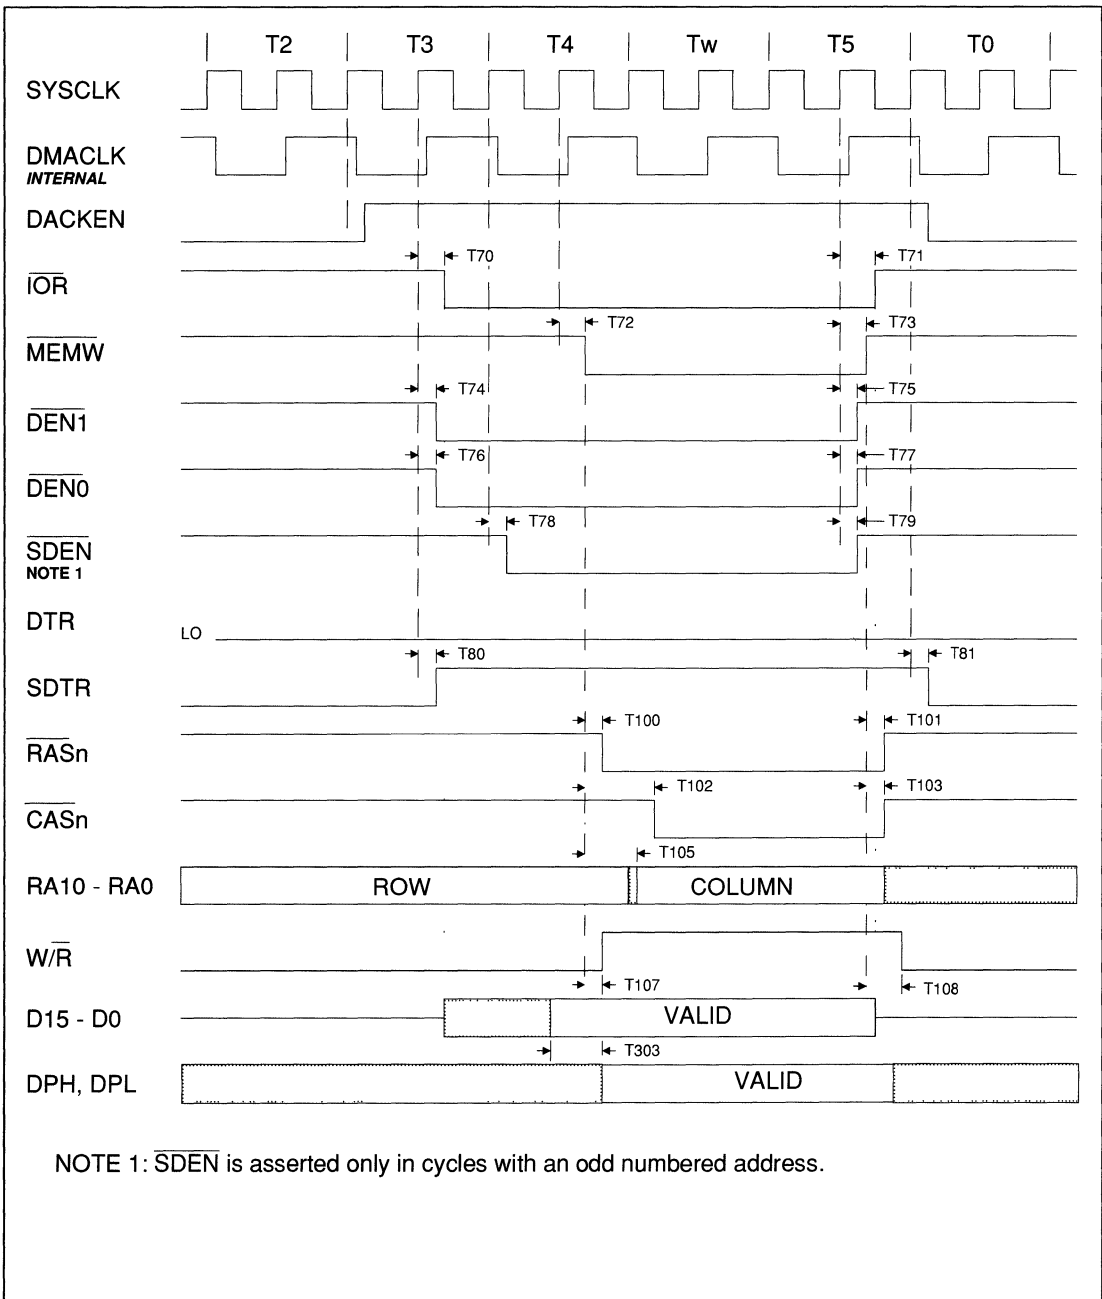 T2 T3 T4 Tw T5 T0
SYSCLK
DMACLK
INTERNAL
DACKEN
T70 T71
IOR
T72 T73
MEMW
T74 T75
DEN1
T76 T77
DEN0
T78 T79
SDEN
NOTE 1
DTR
LO
T80 T81
SDTR
T100 T101
RASn
T102 T103
CASn
T105
RA10 - RA0 ROW COLUMN
W/R
T107 T108
D15 - D0 VALID
T303
DPH, DPL VALID
NOTE 1: SDEN is asserted only in cycles with an odd numbered address.